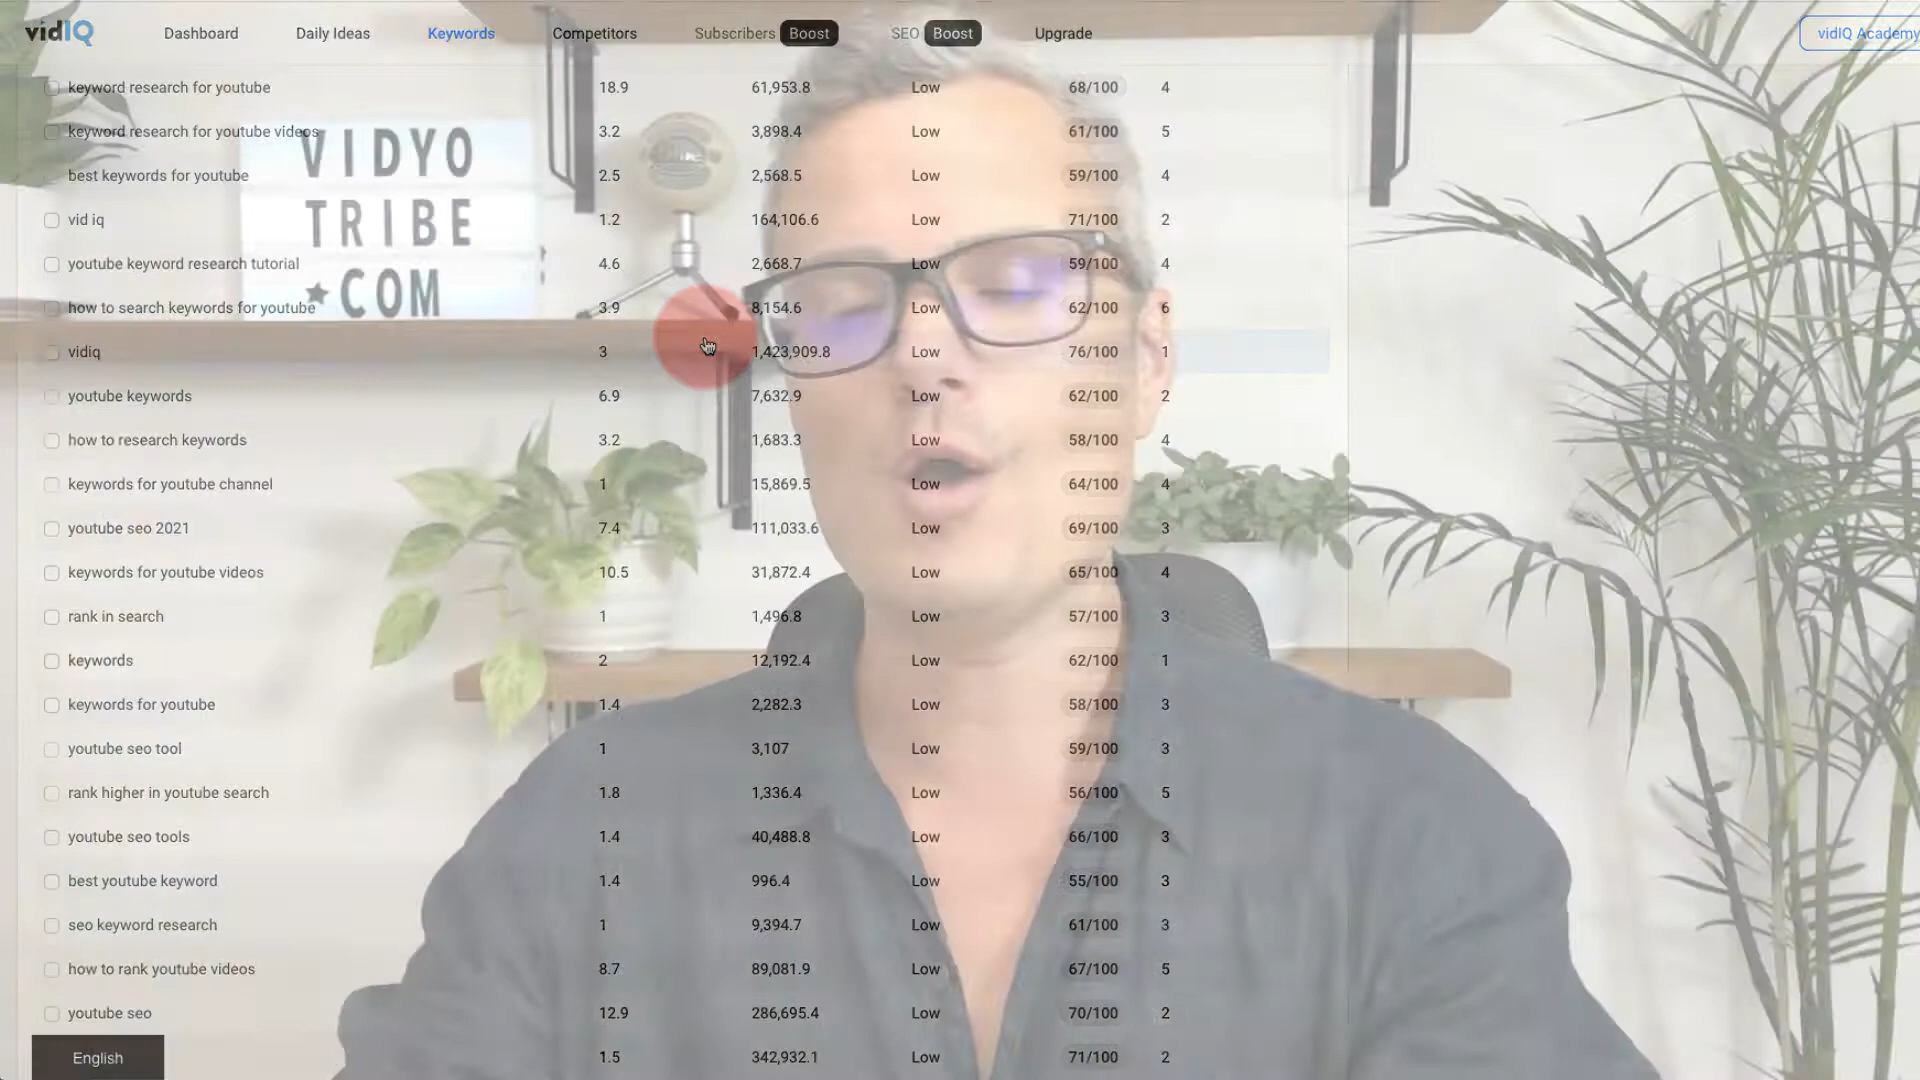 vidIQ Dashboard Daily Ideas Keywords Competitors Subscribers Boost SEO Boost Upgrade vidIQ Academy
keyword research for youtube 18.9 61,953.8 Low 68/100 4
keyword research for youtube videos 3.2 3,898.4 Low 61/100 5
best keywords for youtube 2.5 2,568.5 Low 59/100 4
vid iq 1.2 164,106.6 Low 71/100 2
youtube keyword research tutorial 4.6 2,668.7 Low 59/100 4
how to search keywords for youtube 3.9 8,154.6 Low 62/100 6
vidiq 3 1,423,909.8 Low 76/100 1
youtube keywords 6.9 7,632.9 Low 62/100 2
how to research keywords 3.2 1,683.3 Low 58/100 4
keywords for youtube channel 1 15,869.5 Low 64/100 4
youtube seo 2021 7.4 111,033.6 Low 69/100 3
keywords for youtube videos 10.5 31,872.4 Low 65/100 4
rank in search 1 1,496.8 Low 57/100 3
keywords 2 12,192.4 Low 62/100 1
keywords for youtube 1.4 2,282.3 Low 58/100 3
youtube seo tool 1 3,107 Low 59/100 3
rank higher in youtube search 1.8 1,336.4 Low 56/100 5
youtube seo tools 1.4 40,488.8 Low 66/100 3
best youtube keyword 1.4 996.4 Low 55/100 3
seo keyword research 1 9,394.7 Low 61/100 3
how to rank youtube videos 8.7 89,081.9 Low 67/100 5
youtube seo 12.9 286,695.4 Low 70/100 2
1.5 342,932.1 Low 71/100 2
English
VIDYO
TRIBE
★COM